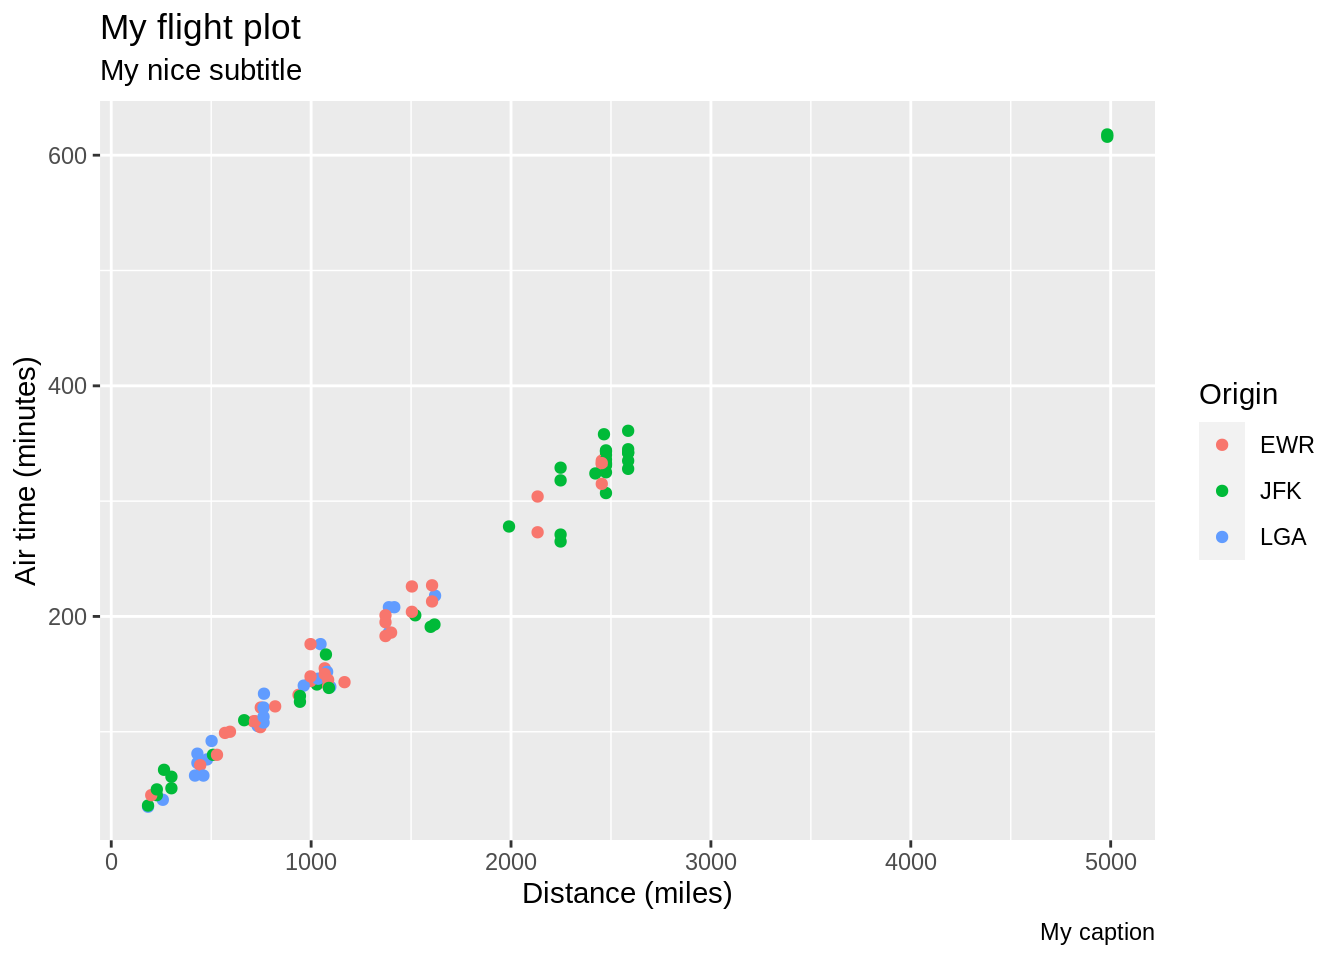 My flight plot
My nice subtitle
600
400
200
Air time (minutes)
0 1000 2000 3000 4000 5000
Distance (miles)
Origin
EWR
JFK
LGA
My caption